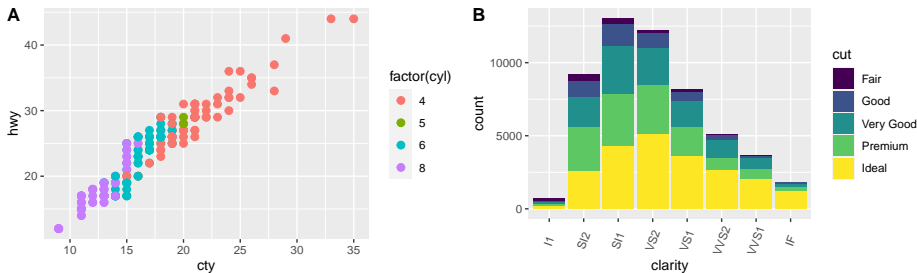 A
hwy
40
30
20
10
15
20
25
30
35
cty
factor(cyl)
4
5
6
8
B
count
10000
5000
0
I1
SI2
SI1
VS2
VS1
VVS2
VVS1
IF
clarity
cut
Fair
Good
Very Good
Premium
Ideal